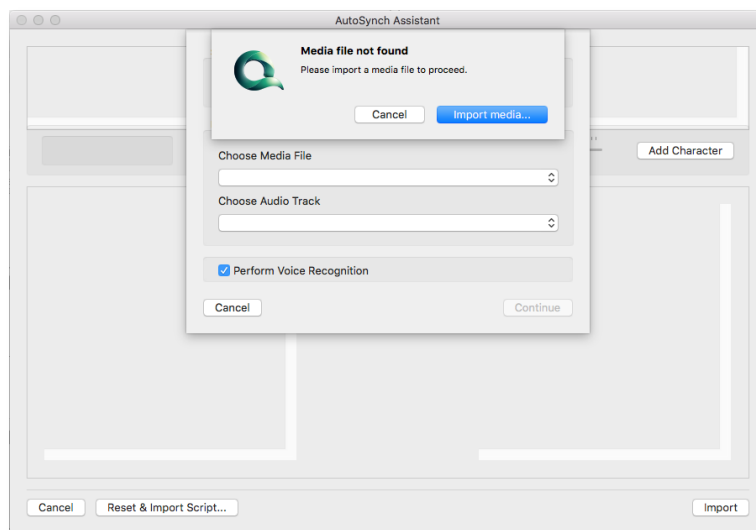 AutoSynch Assistant
Media file not found
Please import a media file to proceed.
Cancel
Import media...
Add Character
Choose Media File
Choose Audio Track
Perform Voice Recognition
Cancel
Continue
Cancel
Reset & Import Script...
Import